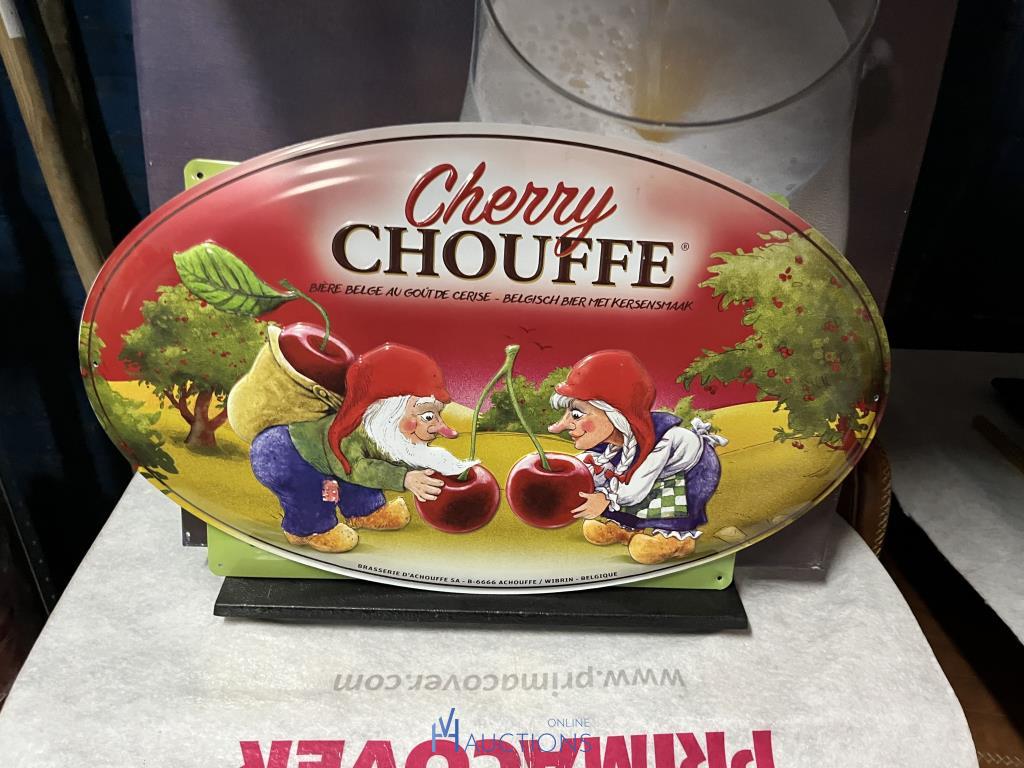 Cherry
CHOUFFE®
BIÈRE BELGE AU GOÛT DE CERISE - BELGISCH BIER MET KERSENSMAAK
BRASSERIE D'ACHOUFFE SA - B-6666 ACHOUFFE / WIBRIN - BELGIQUE
www.primacover.com
PRIMACOVER
VH ONLINE
AUCTIONS